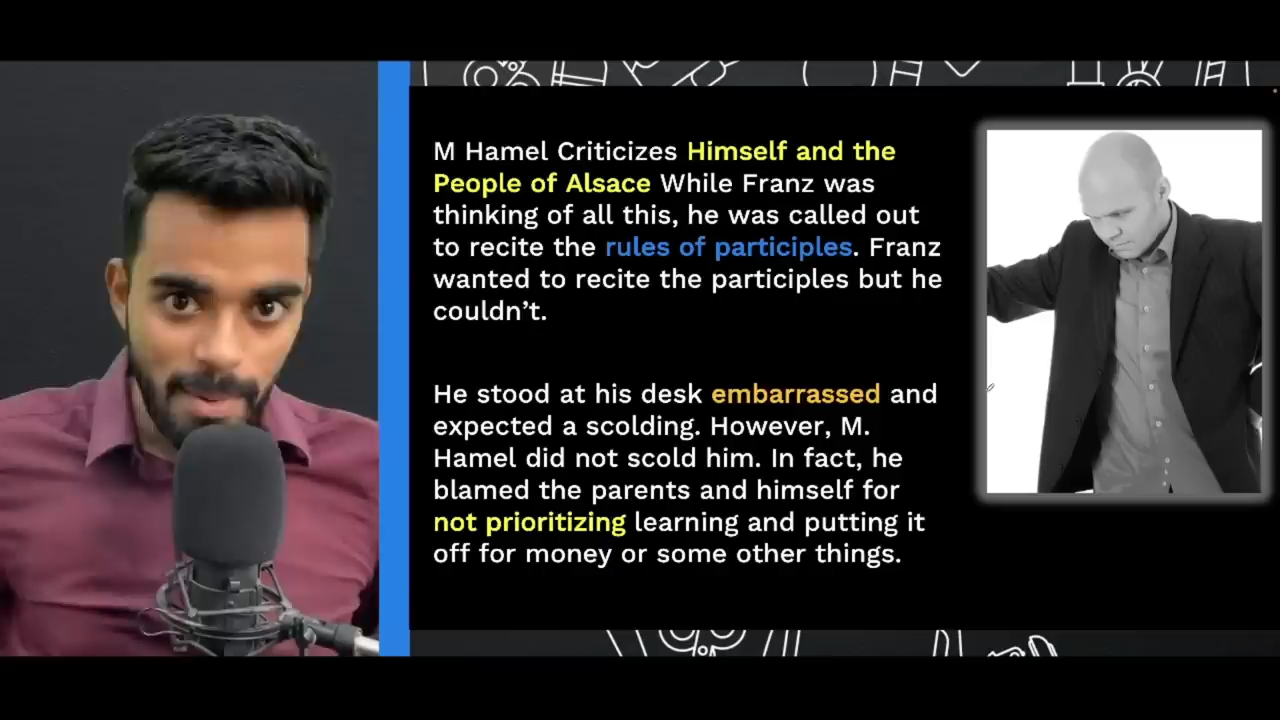 M Hamel Criticizes Himself and the
People of Alsace While Franz was
thinking of all this, he was called out
to recite the rules of participles. Franz
wanted to recite the participles but he
couldn’t.
He stood at his desk embarrassed and
expected a scolding. However, M.
Hamel did not scold him. In fact, he
blamed the parents and himself for
not prioritizing learning and putting it
off for money or some other things.